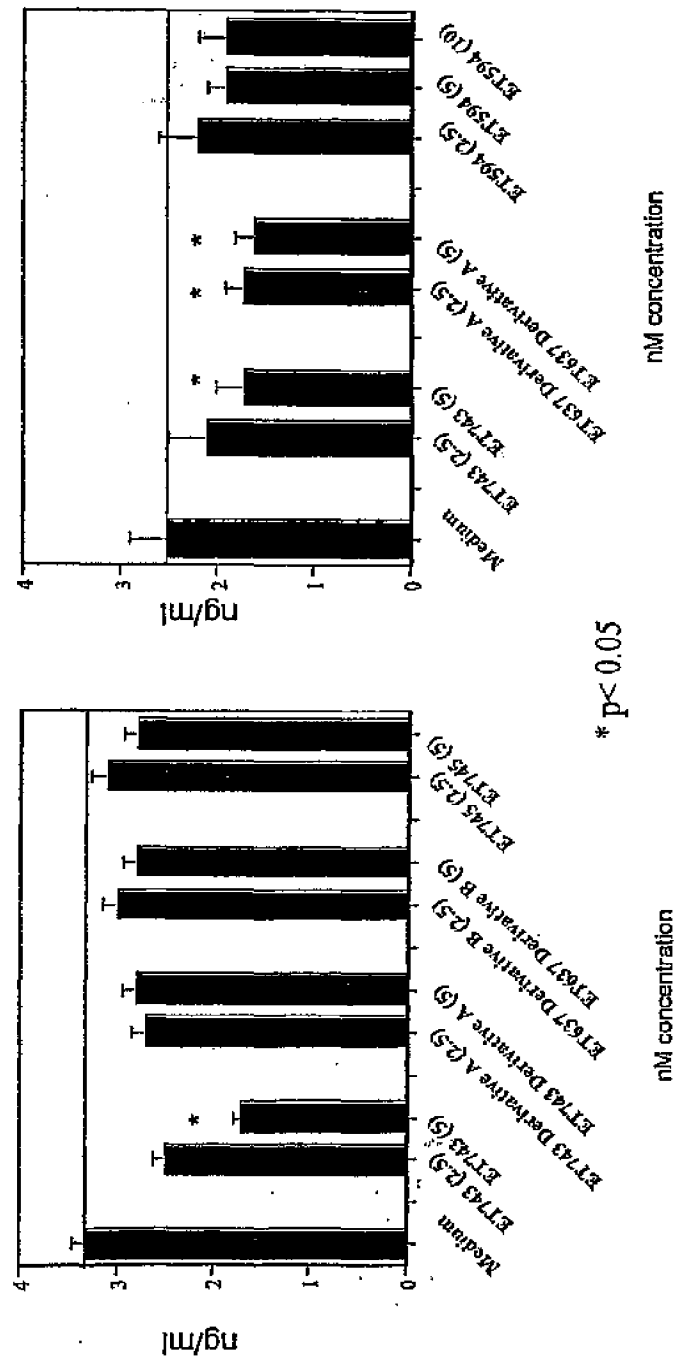 ng/ml
4
3
2
1
0
Medium
ET743 (2.5)
ET743 (5)
*
ET743 Derivative A (2.5)
ET743 Derivative A (5)
ET637 Derivative B (2.5)
ET637 Derivative B (5)
ET745 (2.5)
ET745 (5)
nM concentration
* p< 0.05
ng/ml
4
3
2
1
0
Medium
ET743 (2.5)
ET743 (5)
*
ET637 Derivative A (2.5)
*
ET637 Derivative A (5)
*
ET594 (2.5)
ET594 (5)
ET594 (10)
nM concentration